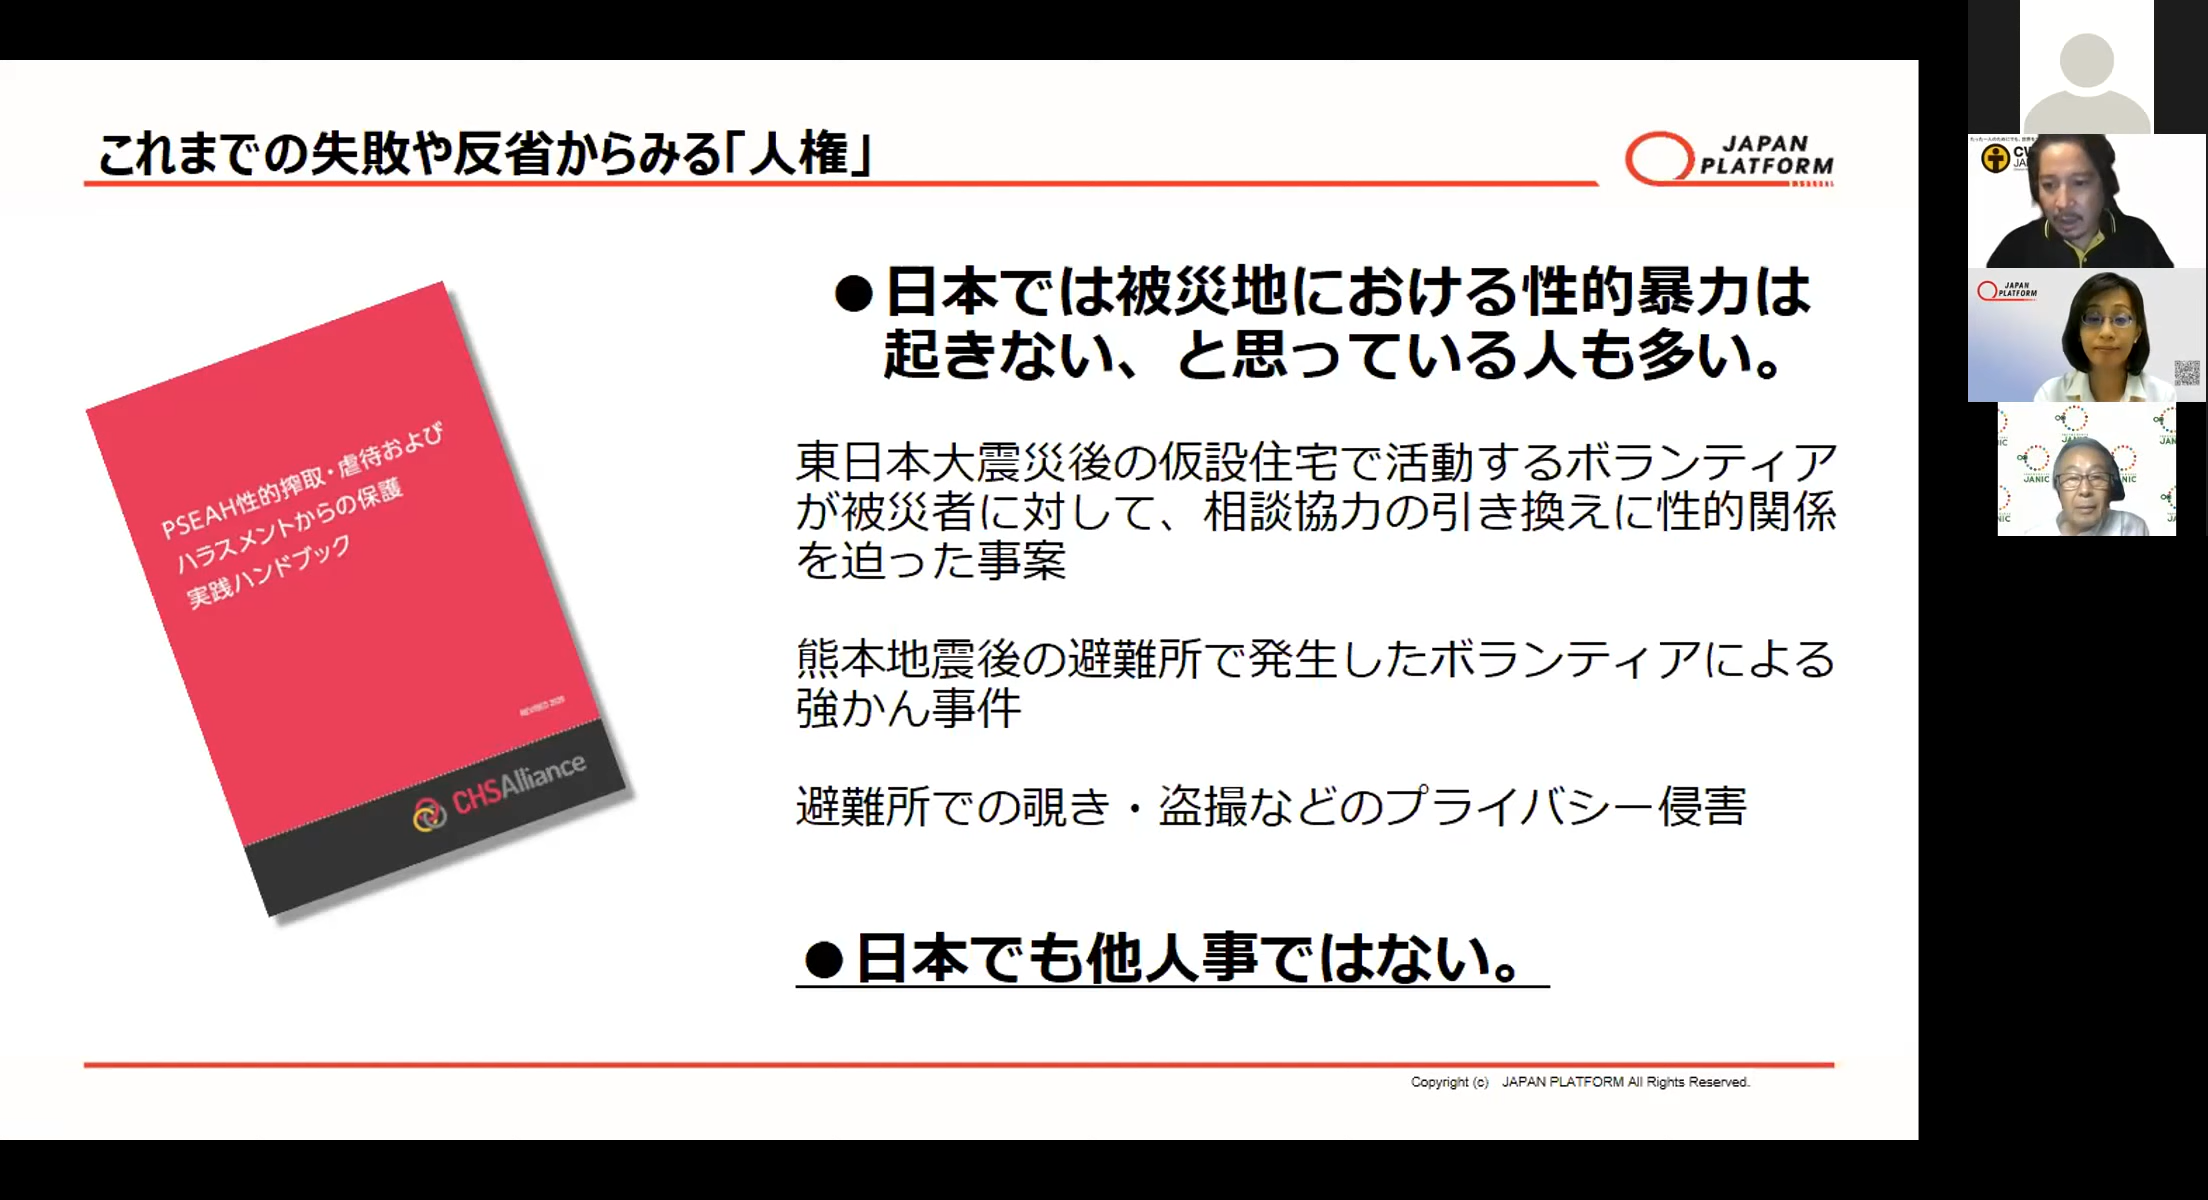 これまでの失敗や反省からみる「人権」
JAPAN
PLATFORM
●日本では被災地における性的暴力は
起きない、と思っている人も多い。
東日本大震災後の仮設住宅で活動するボランティア
が被災者に対して、相談協力の引き換えに性的関係
を迫った事案
熊本地震後の避難所で発生したボランティアによる
強かん事件
避難所での覗き・盗撮などのプライバシー侵害
●日本でも他人事ではない。
PSEAH性的搾取・虐待および
ハラスメントからの保護
実践ハンドブック
REVISED 2020
CHSAlliance
Copyright (c) JAPAN PLATFORM All Rights Reserved.
JAPAN
PLATFORM
JANIC